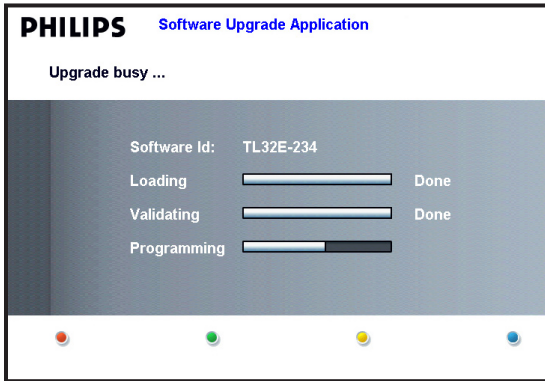 PHILIPS Software Upgrade Application
Upgrade busy ...
Software Id: TL32E-234
Loading Done
Validating Done
Programming